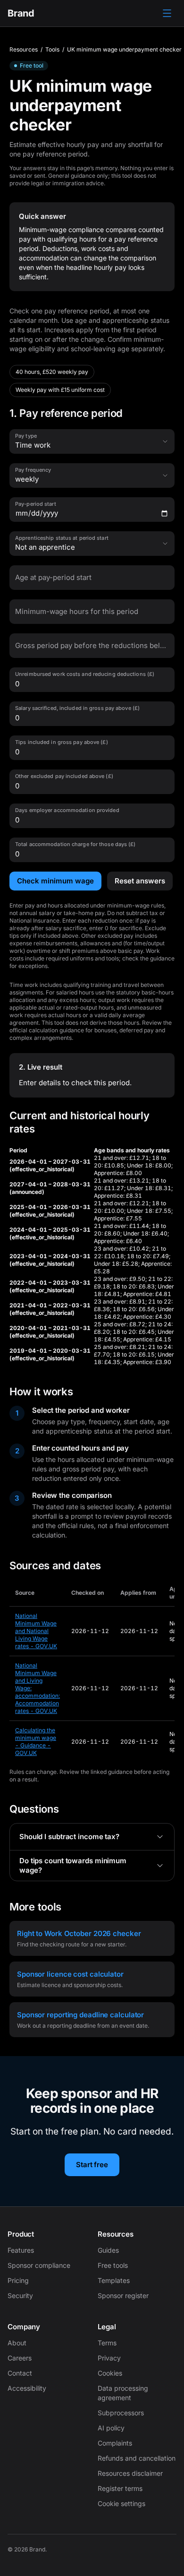 Brand
Resources / Tools / UK minimum wage underpayment checker
Free tool
UK minimum wage
underpayment
checker
Estimate effective hourly pay and any shortfall for
one pay reference period.
Your answers stay in this page's memory. Nothing you enter is
saved or sent. General guidance only; this tool does not
provide legal or immigration advice.
Quick answer
Minimum-wage compliance compares counted
pay with qualifying hours for a pay reference
period. Deductions, work costs and
accommodation can change the comparison
even when the headline hourly pay looks
sufficient.
Check one pay reference period, at most one
calendar month. Use age and apprenticeship status
at its start. Increases apply from the first period
starting on or after the change. Confirm minimum-
wage eligibility and school-leaving age separately.
40 hours, £520 weekly pay
Weekly pay with £15 uniform cost
1. Pay reference period
Pay type
Time work
Pay frequency
weekly
Pay-period start
mm/dd/yyyy
Apprenticeship status at period start
Not an apprentice
Age at pay-period start
Minimum-wage hours for this period
Gross period pay before the reductions bel...
Unreimbursed work costs and reducing deductions (£)
0
Salary sacrificed, included in gross pay above (£)
0
Tips included in gross pay above (£)
0
Other excluded pay included above (£)
0
Days employer accommodation provided
0
Total accommodation charge for those days (£)
0
Check minimum wage
Reset answers
Enter pay and hours allocated under minimum-wage rules,
not annual salary or take-home pay. Do not subtract tax or
National Insurance. If gross pay entered is already after
salary sacrifice, enter 0 for sacrifice. Exclude
tips only if included above. Other excluded pay includes
expense reimbursements, allowances and the higher
work/overtime or shift premiums above basic pay. Work
costs include required uniforms and tools; check the guidance
for exceptions.
Time work includes qualifying training and travel between
assignments. For salaried hours use the statutory basic-hours
allocation and any excess hours; output work requires the
applicable hourly or rated-output hours, and unmeasured
work requires actual hours or a valid daily average
agreement. This tool does not derive those hours. Review the
official guidance for bonuses, deferred pay and
complex arrangements.
2. Live result
Enter details to check this period.
Current and historical hourly
rates
Period Age bands and hourly rates
2026-04-01 – 2027-03-31 (effective_or_historical) 21 and over: £12.71; 18 to 20: £10.85; Under 18: £8.00; Apprentice: £8.00
2027-04-01 – 2028-03-31 (announced) 21 and over: £13.21; 18 to 20: £11.27; Under 18: £8.31; Apprentice: £8.31
2025-04-01 – 2026-03-31 (effective_or_historical) 21 and over: £12.21; 18 to 20: £10.00; Under 18: £7.55; Apprentice: £7.55
2024-04-01 – 2025-03-31 (effective_or_historical) 21 and over: £11.44; 18 to 20: £8.60; Under 18: £6.40; Apprentice: £6.40
2023-04-01 – 2024-03-31 (effective_or_historical) 23 and over: £10.42; 21 to 22: £10.18; 18 to 20: £7.49; Under 18: £5.28; Apprentice: £5.28
2022-04-01 – 2023-03-31 (effective_or_historical) 23 and over: £9.50; 21 to 22: £9.18; 18 to 20: £6.83; Under 18: £4.81; Apprentice: £4.81
2021-04-01 – 2022-03-31 (effective_or_historical) 23 and over: £8.91; 21 to 22: £8.36; 18 to 20: £6.56; Under 18: £4.62; Apprentice: £4.30
2020-04-01 – 2021-03-31 (effective_or_historical) 25 and over: £8.72; 21 to 24: £8.20; 18 to 20: £6.45; Under 18: £4.55; Apprentice: £4.15
2019-04-01 – 2020-03-31 (effective_or_historical) 25 and over: £8.21; 21 to 24: £7.70; 18 to 20: £6.15; Under 18: £4.35; Apprentice: £3.90
How it works
1
Select the period and worker
Choose pay type, frequency, start date, age
and apprenticeship status at the period start.
2
Enter counted hours and pay
Work out the hours allocated under minimum-wage
rules and gross period pay, with each
element entered only once.
3
Review the comparison
The dated rate is selected locally. A potential
shortfall is a prompt to review payroll records
and the official rules, not a final enforcement
calculation.
Sources and dates
Source Checked on Applies from
National Minimum Wage and National Living Wage rates – GOV.UK 2026-11-12 2026-11-12
National Minimum Wage and Living Wage: accommodation: Accommodation rates – GOV.UK 2026-11-12 2026-11-12
Calculating the minimum wage – Guidance – GOV.UK 2026-11-12 2026-11-12
Rules can change. Review the linked guidance before acting
on a result.
Questions
Should I subtract income tax?
Do tips count towards minimum
wage?
More tools
Right to Work October 2026 checker
Find the checking route for a new starter.
Sponsor licence cost calculator
Estimate licence and sponsorship costs.
Sponsor reporting deadline calculator
Work out a reporting deadline from an event date.
Keep sponsor and HR
records in one place
Start on the free plan. No card needed.
Start free
Product
Features
Sponsor compliance
Pricing
Security
Resources
Guides
Free tools
Templates
Sponsor register
Company
About
Careers
Contact
Accessibility
Legal
Terms
Privacy
Cookies
Data processing
agreement
Subprocessors
AI policy
Complaints
Refunds and cancellation
Resources disclaimer
Register terms
Cookie settings
© 2026 Brand.